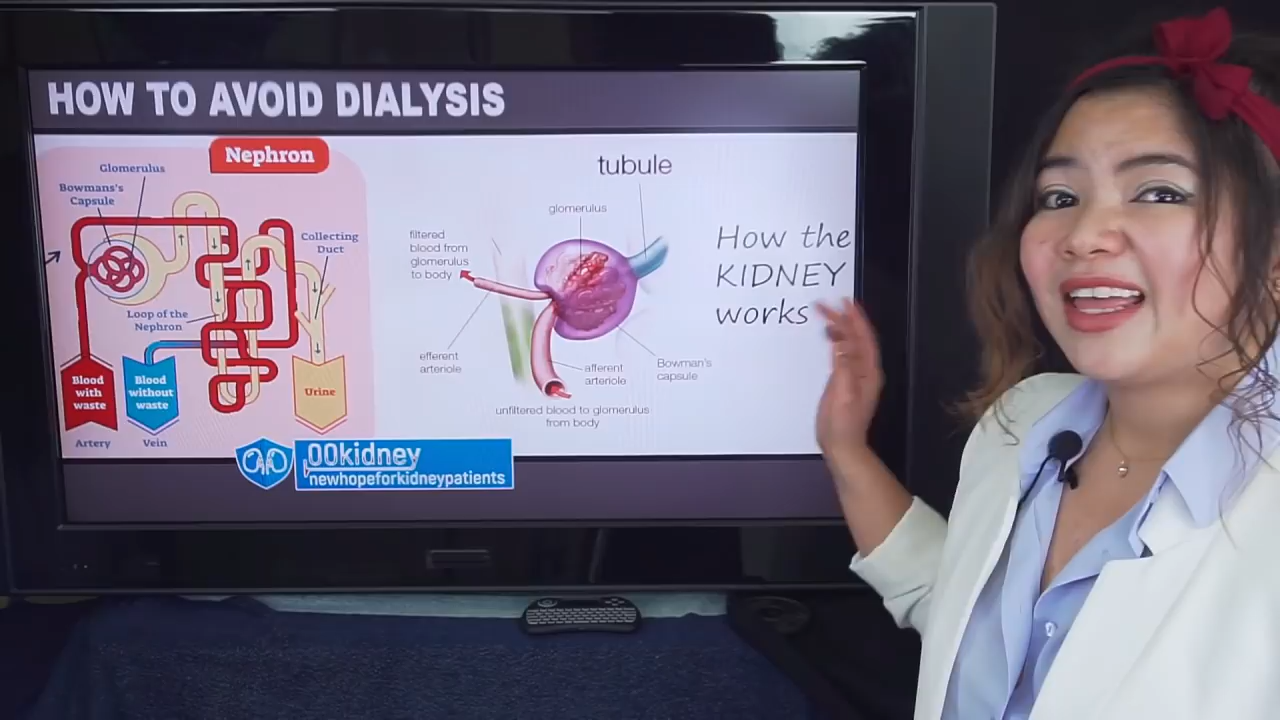 HOW TO AVOID DIALYSIS
Nephron
Glomerulus
Bowmans's
Capsule
Collecting
Duct
Loop of the
Nephron
Blood
with
waste
Blood
without
waste
Urine
Artery
Vein
tubule
glomerulus
filtered
blood from
glomerulus
to body
efferent
arteriole
afferent
arteriole
Bowman's
capsule
unfiltered blood to glomerulus
from body
How the
KIDNEY
works
00kidney
newhopeforkidneypatients